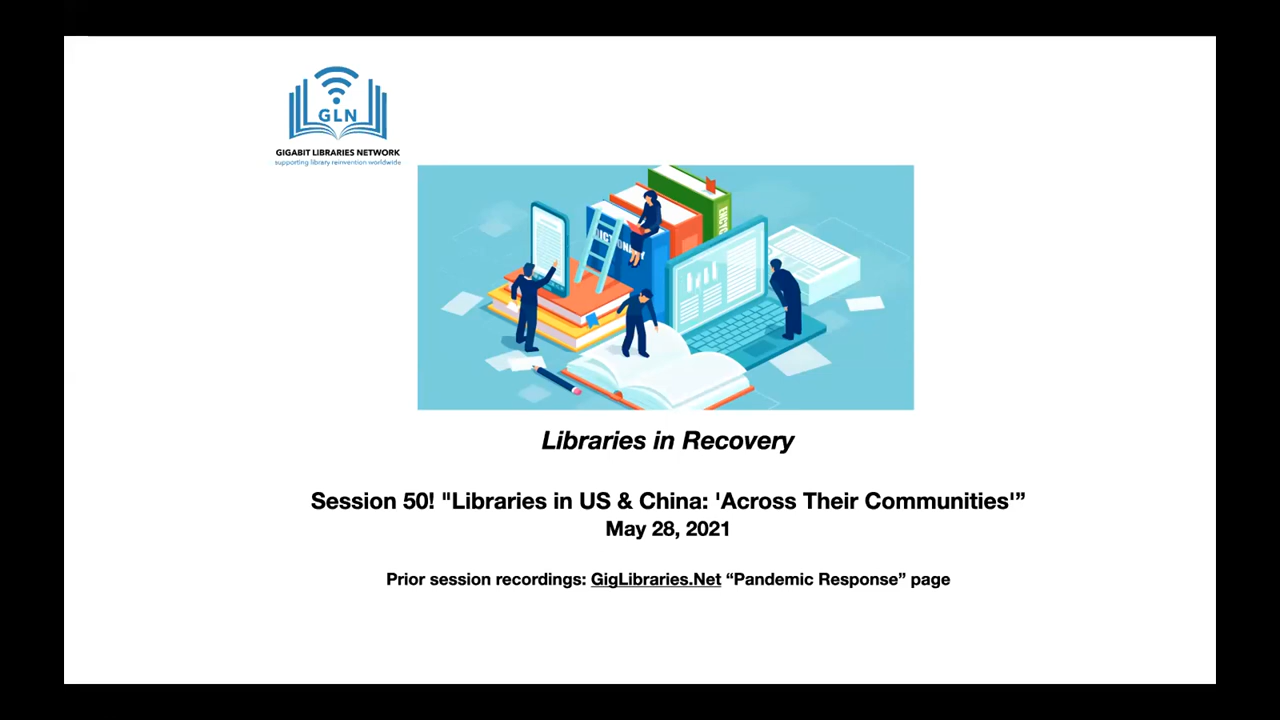 GLN
GIGABIT LIBRARIES NETWORK
supporting library reinvention worldwide
Libraries in Recovery
Session 50! "Libraries in US & China: 'Across Their Communities'”
May 28, 2021
Prior session recordings: GigLibraries.Net “Pandemic Response” page